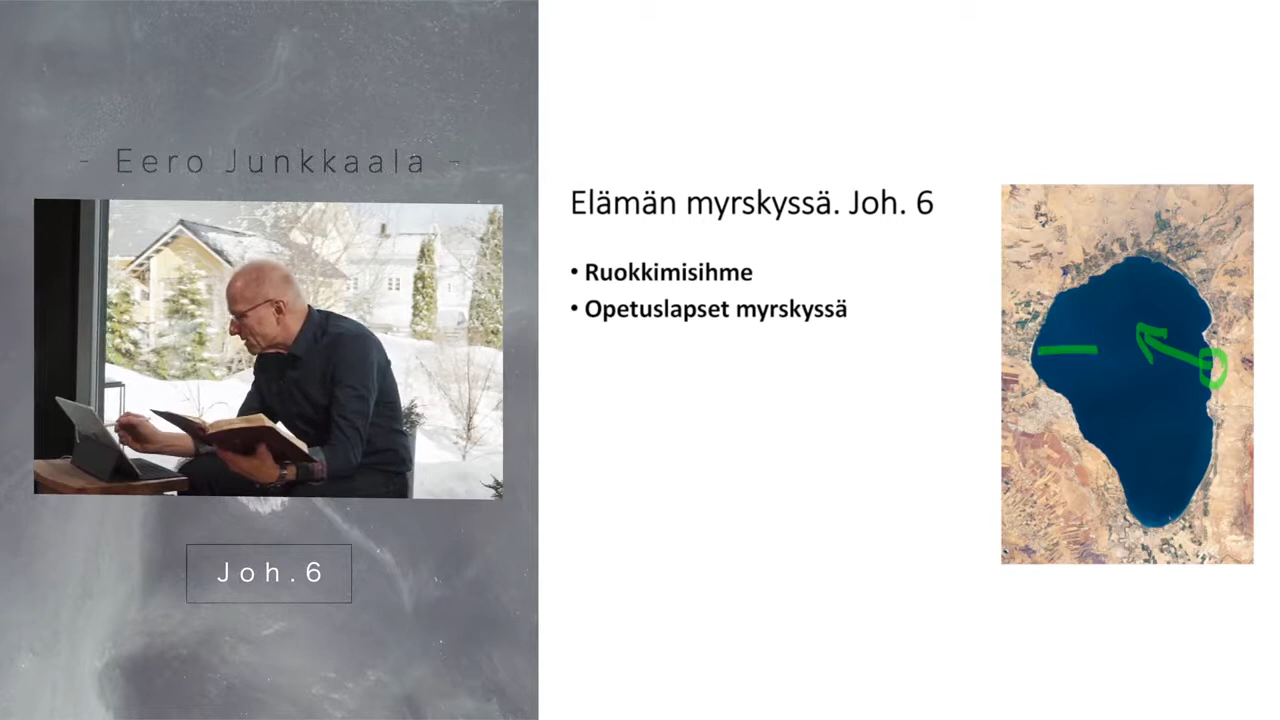 - Eero Junkkaala -
Joh.6
Elämän myrskyssä. Joh. 6
• Ruokkimisihme
• Opetuslapset myrskyssä